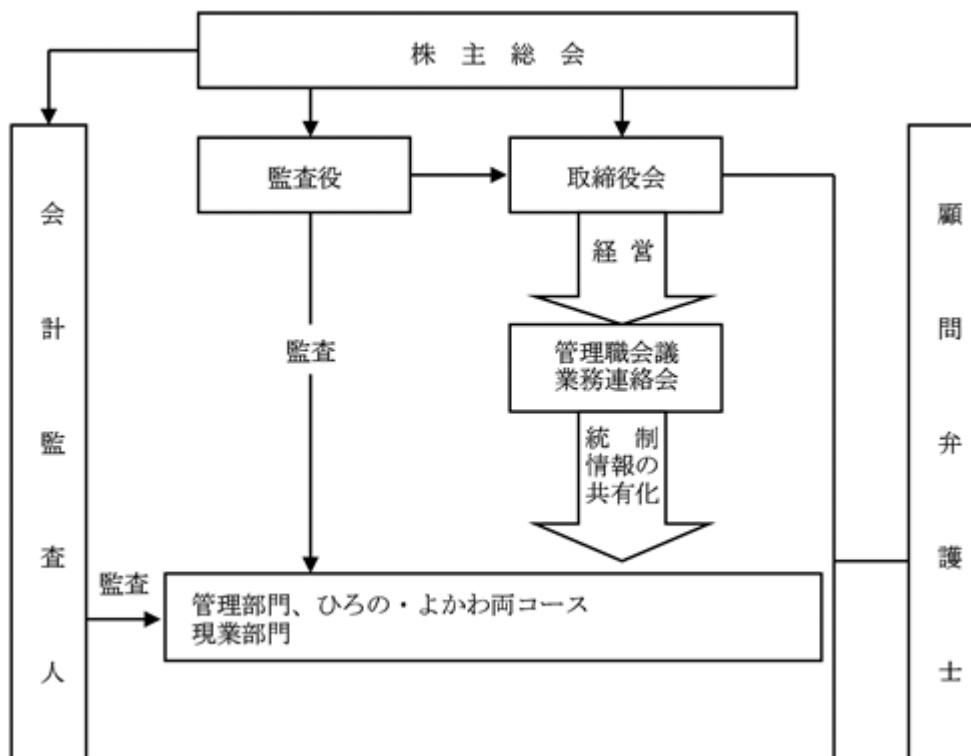 株主総会
監査役
取締役会
経営
管理職会議
業務連絡会
監査
統制
情報の
共有化
会計監査人
監査
管理部門、ひろの・よかわ両コース
現業部門
顧問弁護士